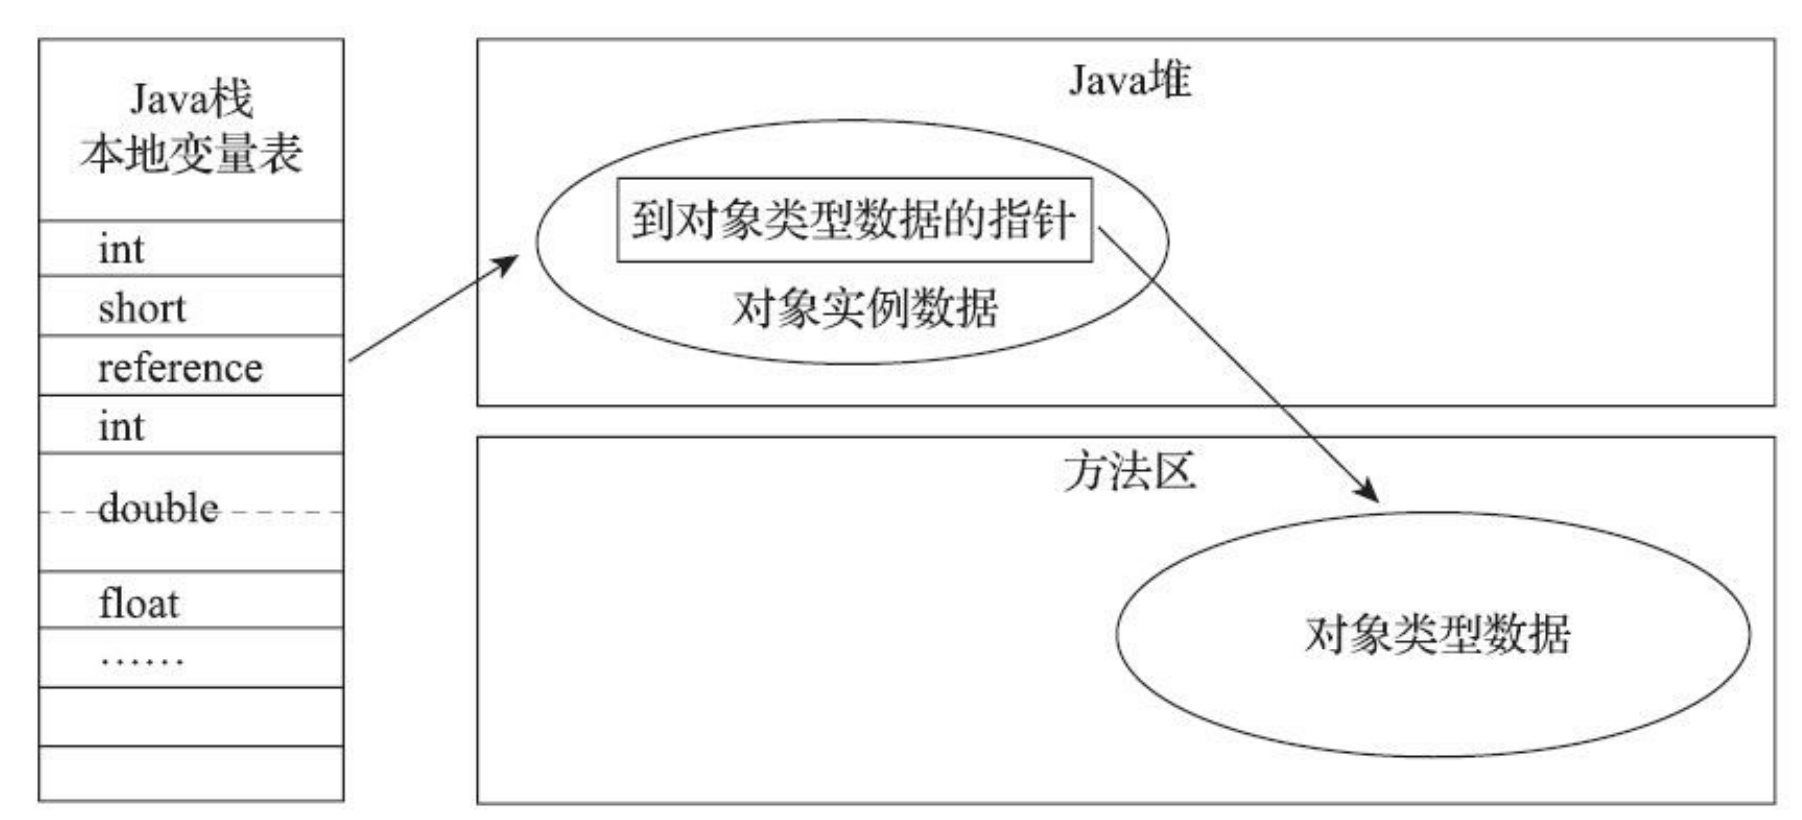 Java栈
本地变量表
int
short
reference
int
double
float
……
Java堆
到对象类型数据的指针
对象实例数据
方法区
对象类型数据